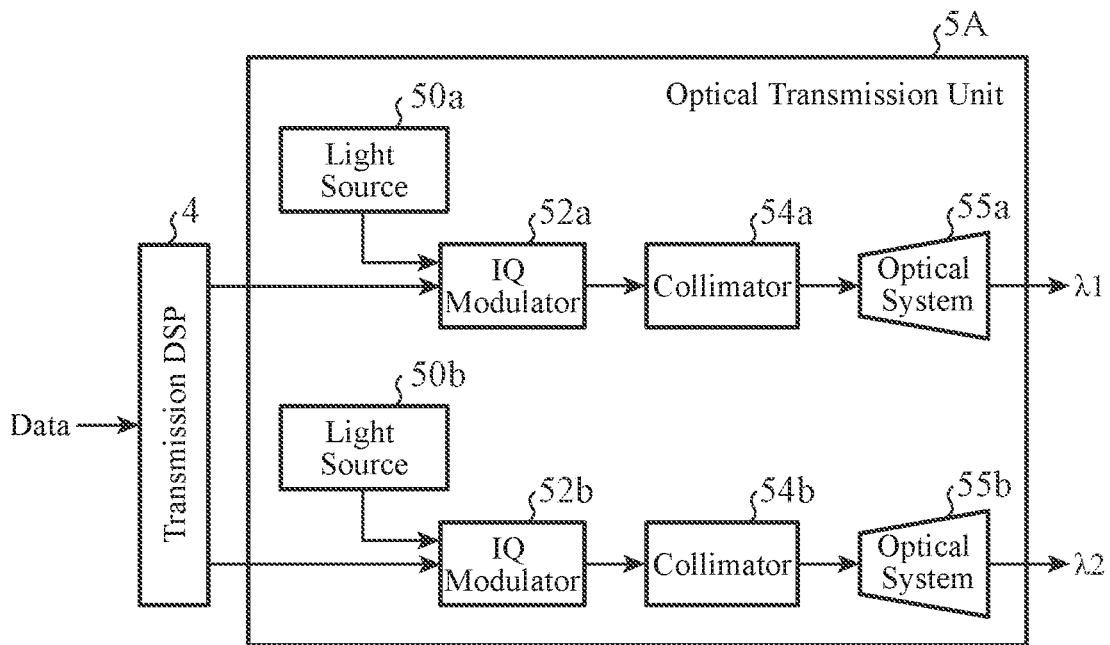 5A
Optical Transmission Unit
50a
Light
Source
4
52a
54a
55a
IQ
Modulator
Collimator
Optical
System
λ1
Transmission DSP
Data
50b
Light
Source
52b
54b
55b
IQ
Modulator
Collimator
Optical
System
λ2